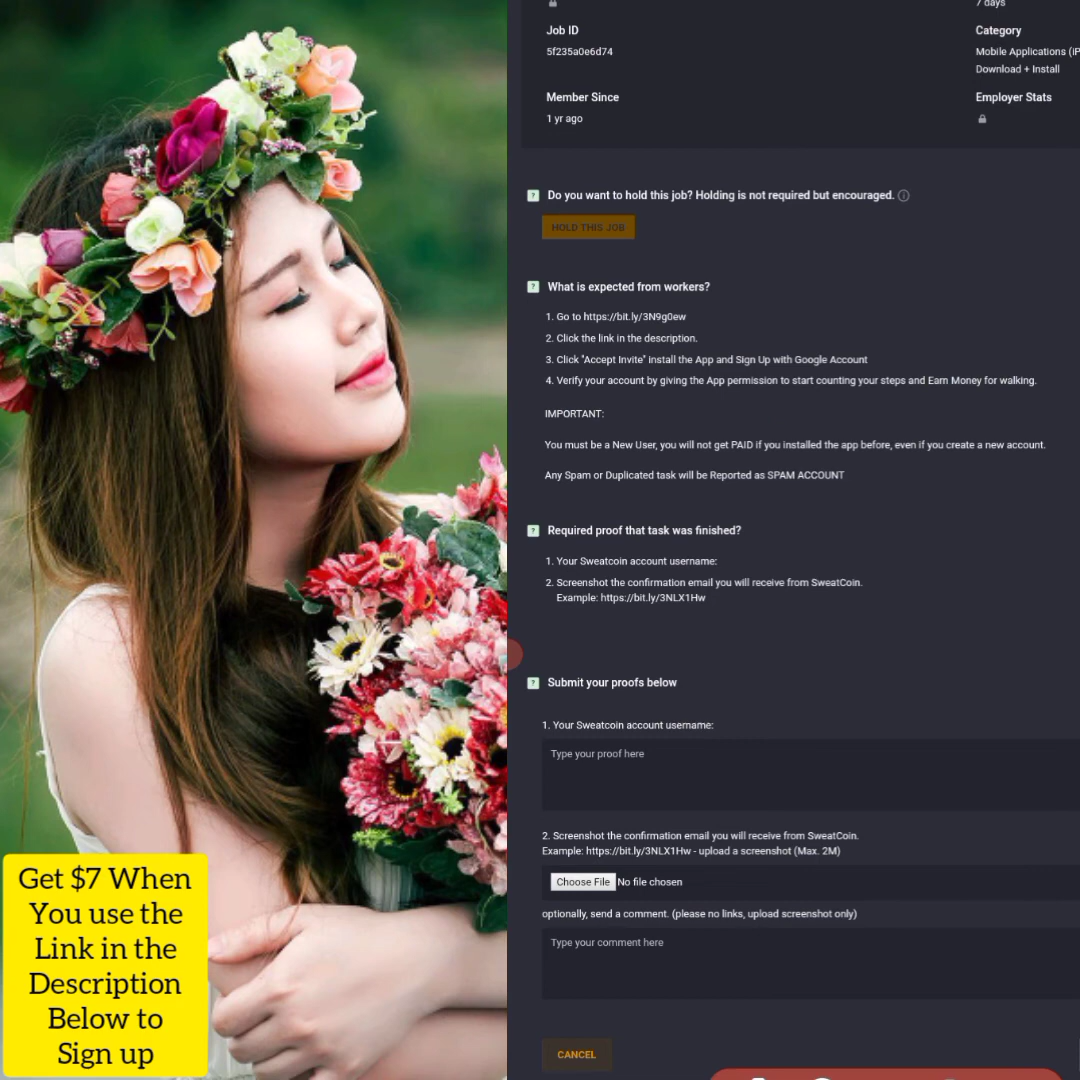 Get $7 When
You use the
Link in the
Description
Below to
Sign up
7 days
Job ID
5f235a0e6d74
Category
Mobile Applications (iP
Download + Install
Member Since
1 yr ago
Employer Stats
Do you want to hold this job? Holding is not required but encouraged.
HOLD THIS JOB
What is expected from workers?
1. Go to https://bit.ly/3N9g0ew
2. Click the link in the description.
3. Click "Accept Invite" install the App and Sign Up with Google Account
4. Verify your account by giving the App permission to start counting your steps and Earn Money for walking.
IMPORTANT:
You must be a New User, you will not get PAID if you installed the app before, even if you create a new account.
Any Spam or Duplicated task will be Reported as SPAM ACCOUNT
Required proof that task was finished?
1. Your Sweatcoin account username:
2. Screenshot the confirmation email you will receive from SweatCoin.
Example: https://bit.ly/3NLX1Hw
Submit your proofs below
1. Your Sweatcoin account username:
Type your proof here
2. Screenshot the confirmation email you will receive from SweatCoin.
Example: https://bit.ly/3NLX1Hw - upload a screenshot (Max. 2M)
Choose File No file chosen
optionally, send a comment. (please no links, upload screenshot only)
Type your comment here
CANCEL